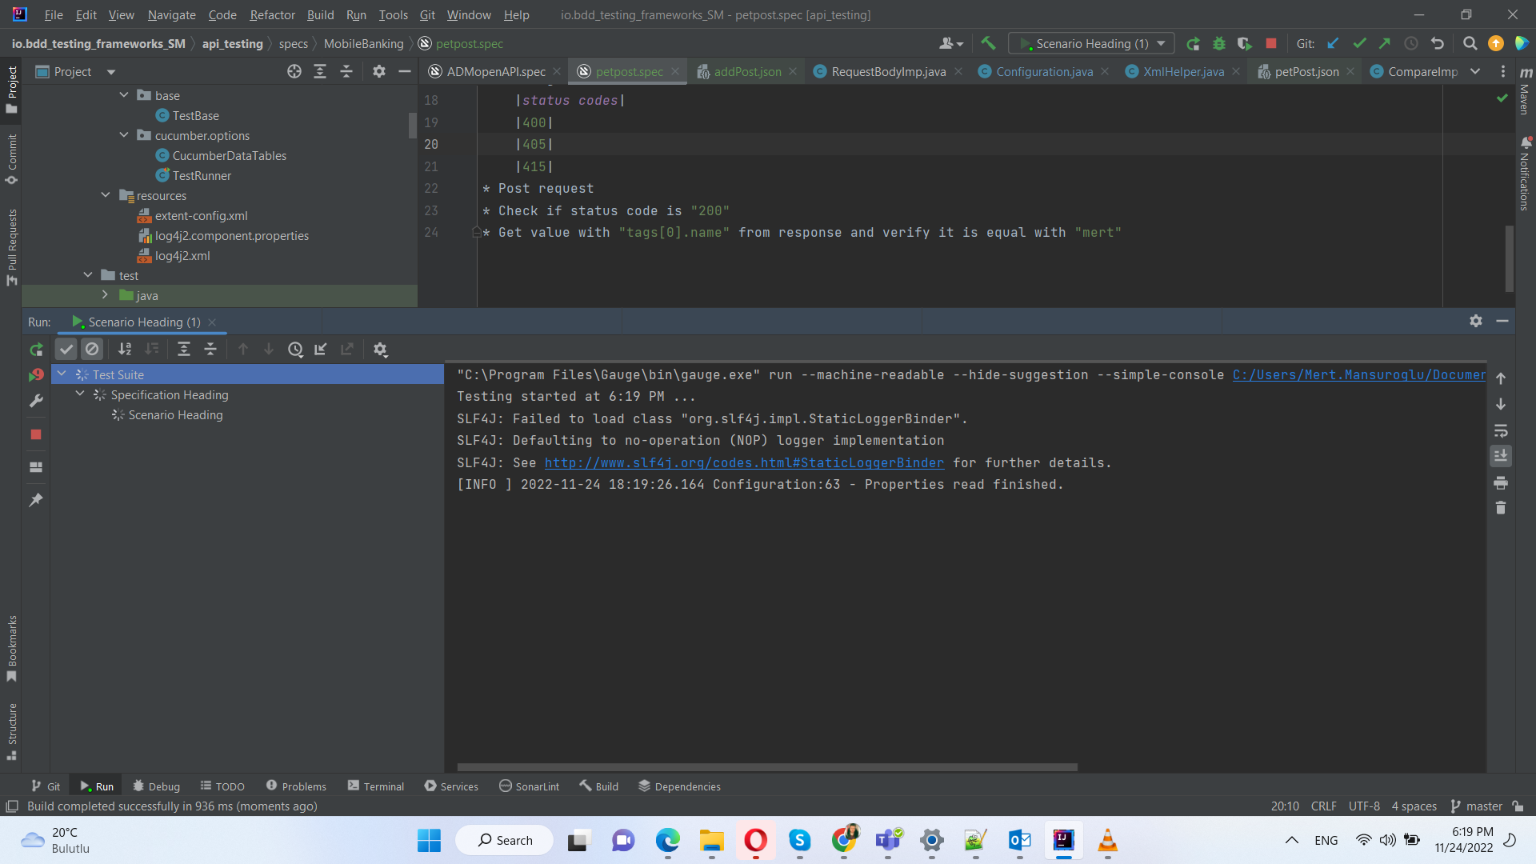 File Edit View Navigate Code Refactor Build Run Tools Git Window Help io.bdd_testing_frameworks_SM - petpost.spec [api_testing]
io.bdd_testing_frameworks_SM api_testing specs MobileBanking petpost.spec Scenario Heading (1) Git:
Project ADMopenAPI.spec petpost.spec addPost.json RequestBodyImp.java Configuration.java XmlHelper.java petPost.json CompareImp
Project
Commit
Pull Requests
Bookmarks
Structure
Maven
Notifications
base
TestBase
cucumber.options
CucumberDataTables
TestRunner
resources
extent-config.xml
log4j2.component.properties
log4j2.xml
test
java
18 |status codes|
19 |400|
20 |405|
21 |415|
22 * Post request
23 * Check if status code is "200"
24 * Get value with "tags[0].name" from response and verify it is equal with "mert"
Run: Scenario Heading (1)
Test Suite
Specification Heading
Scenario Heading
"C:\Program Files\Gauge\bin\gauge.exe" run --machine-readable --hide-suggestion --simple-console C:/Users/Mert.Mansuroglu/Documer
Testing started at 6:19 PM ...
SLF4J: Failed to load class "org.slf4j.impl.StaticLoggerBinder".
SLF4J: Defaulting to no-operation (NOP) logger implementation
SLF4J: See http://www.slf4j.org/codes.html#StaticLoggerBinder for further details.
[INFO ] 2022-11-24 18:19:26.164 Configuration:63 - Properties read finished.
Git Run Debug TODO Problems Terminal Services SonarLint Build Dependencies
Build completed successfully in 936 ms (moments ago) 20:10 CRLF UTF-8 4 spaces master
20°C
Bulutlu
Search
ENG
6:19 PM
11/24/2022